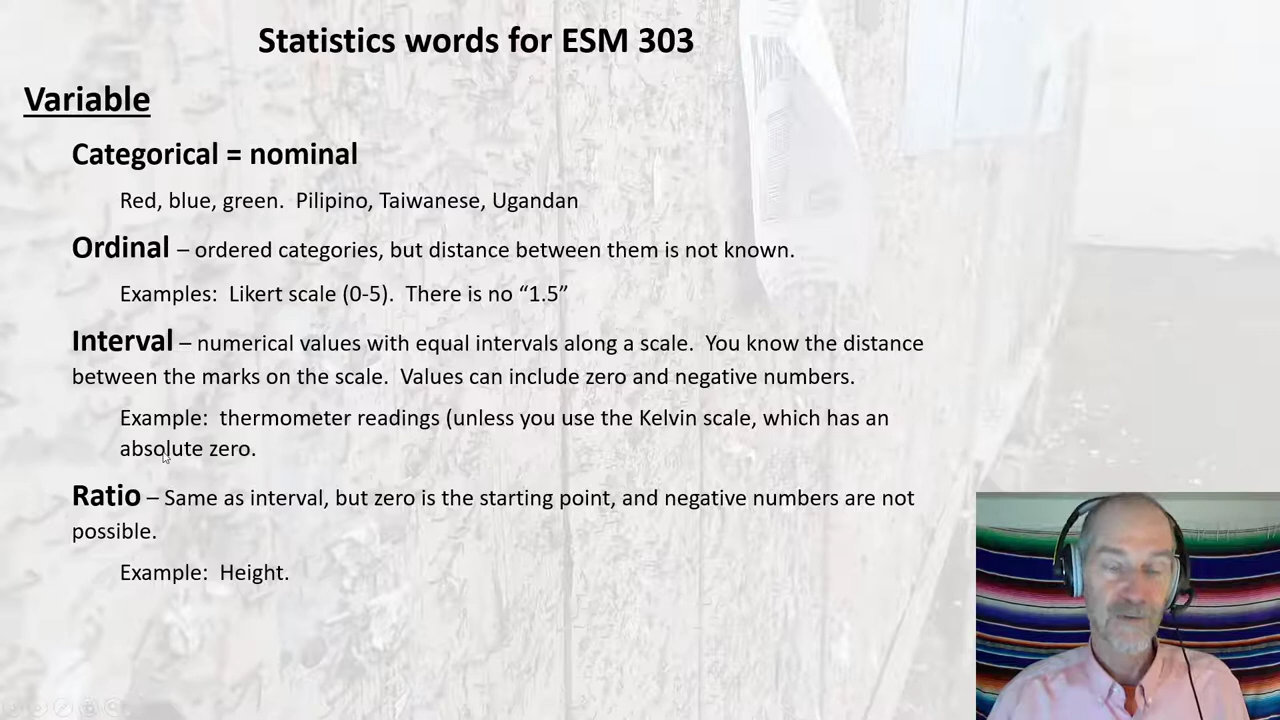 Statistics words for ESM 303
Variable
Categorical = nominal
Red, blue, green.  Pilipino, Taiwanese, Ugandan
Ordinal – ordered categories, but distance between them is not known.
Examples:  Likert scale (0-5).  There is no “1.5”
Interval – numerical values with equal intervals along a scale.  You know the distance
between the marks on the scale.  Values can include zero and negative numbers.
Example:  thermometer readings (unless you use the Kelvin scale, which has an
absolute zero.
Ratio – Same as interval, but zero is the starting point, and negative numbers are not
possible.
Example:  Height.